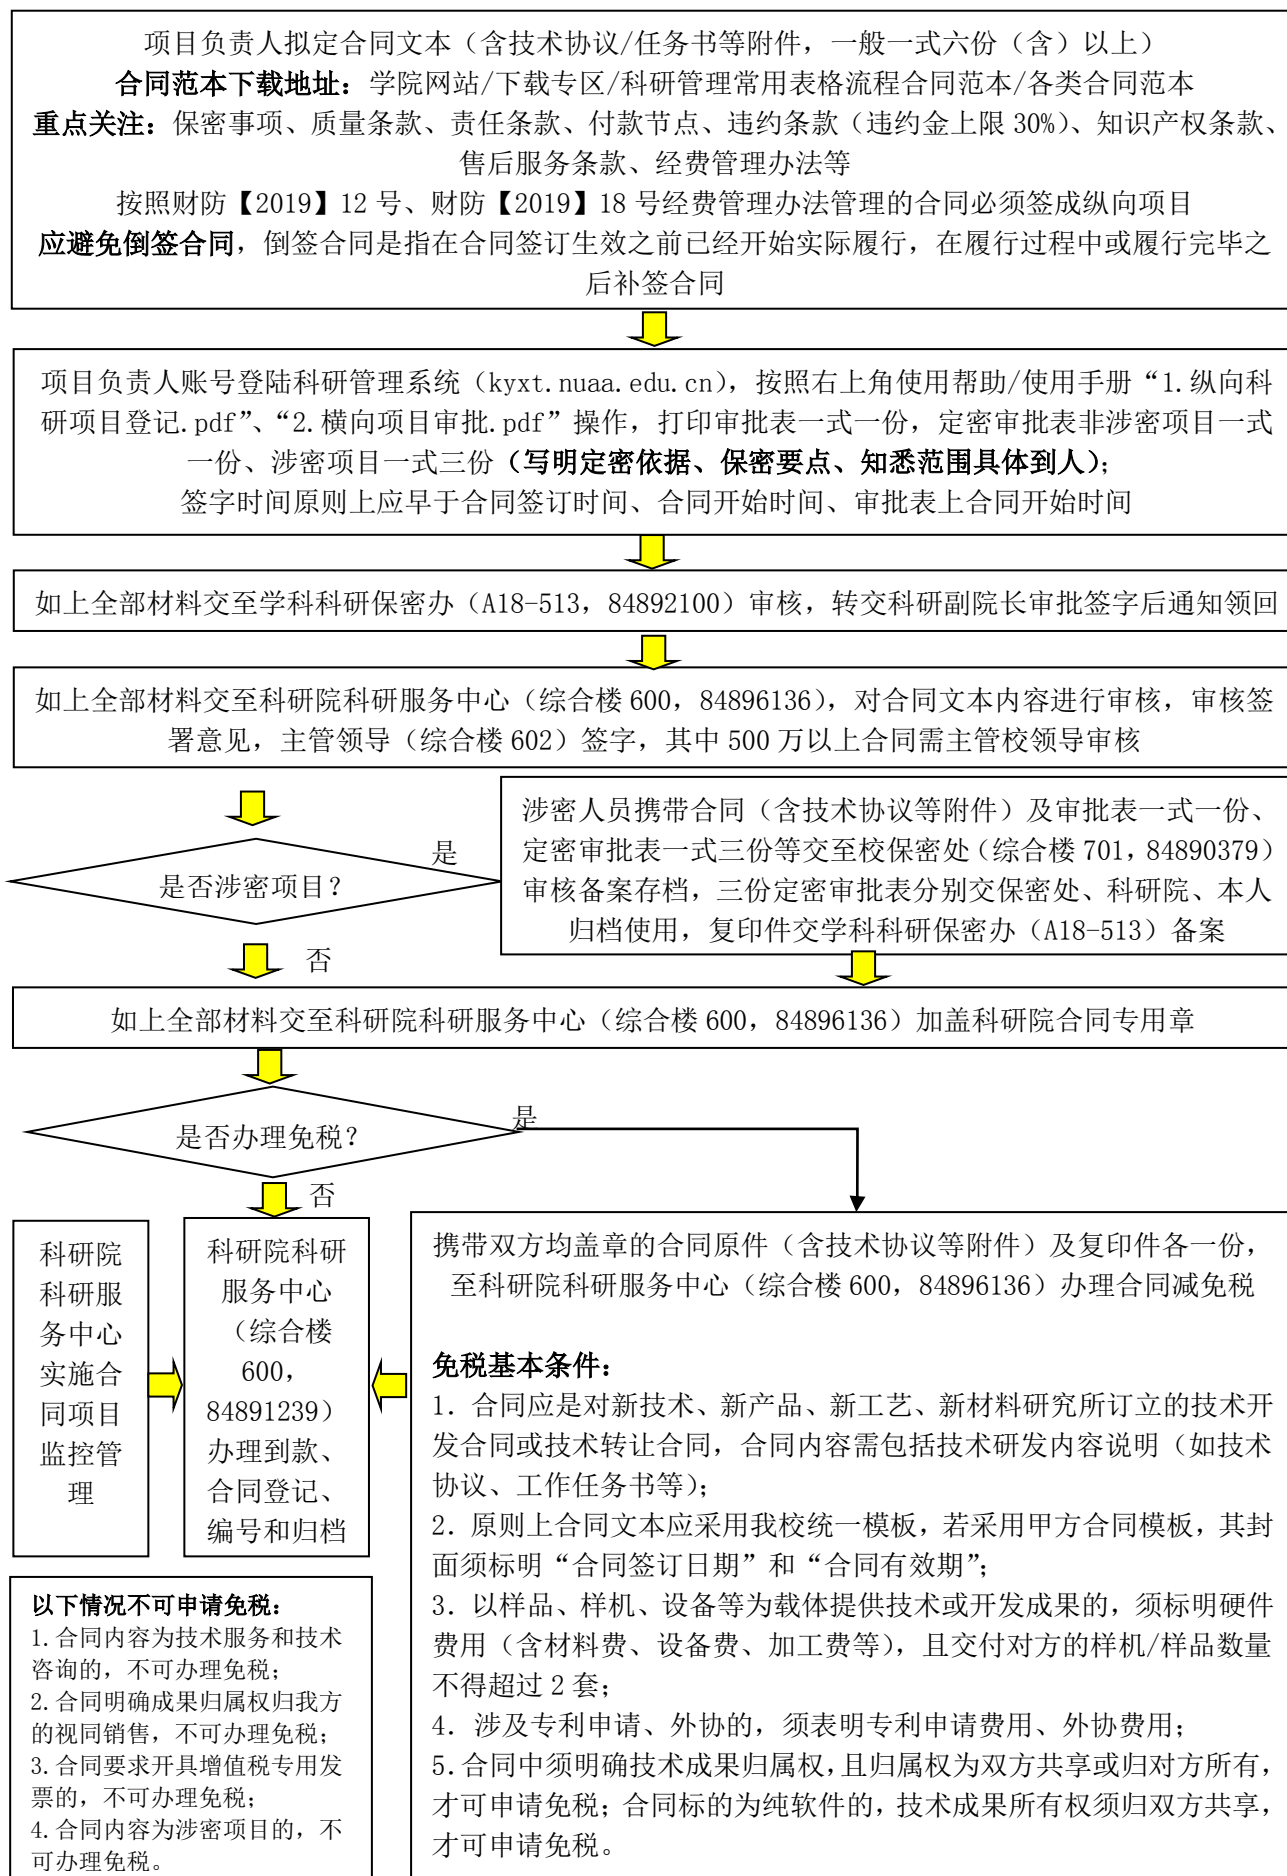 项目负责人拟定合同文本（含技术协议/任务书等附件，一般一式六份（含）以上）
合同范本下载地址：学院网站/下载专区/科研管理常用表格流程合同范本/各类合同范本
重点关注：保密事项、质量条款、责任条款、付款节点、违约条款（违约金上限30%）、知识产权条款、
售后服务条款、经费管理办法等
按照财防【2019】12号、财防【2019】18号经费管理办法管理的合同必须签成纵向项目
应避免倒签合同，倒签合同是指在合同签订生效之前已经开始实际履行，在履行过程中或履行完毕之
后补签合同
项目负责人账号登陆科研管理系统（kyxt.nuaa.edu.cn），按照右上角使用帮助/使用手册“1.纵向科
研项目登记.pdf”、“2.横向项目审批.pdf”操作，打印审批表一式一份，定密审批表非涉密项目一式
一份、涉密项目一式三份（写明定密依据、保密要点、知悉范围具体到人）；
签字时间原则上应早于合同签订时间、合同开始时间、审批表上合同开始时间
如上全部材料交至学科科研保密办（A18-513，84892100）审核，转交科研副院长审批签字后通知领回
如上全部材料交至科研院科研服务中心（综合楼600，84896136），对合同文本内容进行审核，审核签
署意见，主管领导（综合楼602）签字，其中500万以上合同需主管校领导审核
是否涉密项目？
是
涉密人员携带合同（含技术协议等附件）及审批表一式一份、
定密审批表一式三份等交至校保密处（综合楼701，84890379）
审核备案存档，三份定密审批表分别交保密处、科研院、本人
归档使用，复印件交学科科研保密办（A18-513）备案
否
如上全部材料交至科研院科研服务中心（综合楼600，84896136）加盖科研院合同专用章
是否办理免税？
是
否
科研院
科研服
务中心
实施合
同项目
监控管
理
科研院科研
服务中心
（综合楼
600，
84891239）
办理到款、
合同登记、
编号和归档
携带双方均盖章的合同原件（含技术协议等附件）及复印件各一份，
至科研院科研服务中心（综合楼600，84896136）办理合同减免税
免税基本条件：
1. 合同应是对新技术、新产品、新工艺、新材料研究所订立的技术开
发合同或技术转让合同，合同内容需包括技术研发内容说明（如技术
协议、工作任务书等）；
2. 原则上合同文本应采用我校统一模板，若采用甲方合同模板，其封
面须标明“合同签订日期”和“合同有效期”；
3. 以样品、样机、设备等为载体提供技术或开发成果的，须标明硬件
费用（含材料费、设备费、加工费等），且交付对方的样机/样品数量
不得超过2套；
4. 涉及专利申请、外协的，须表明专利申请费用、外协费用；
5.合同中须明确技术成果归属权，且归属权为双方共享或归对方所有，
才可申请免税；合同标的为纯软件的，技术成果所有权须归双方共享，
才可申请免税。
以下情况不可申请免税：
1.合同内容为技术服务和技术
咨询的，不可办理免税；
2.合同明确成果归属权归我方
的视同销售，不可办理免税；
3.合同要求开具增值税专用发
票的，不可办理免税；
4.合同内容为涉密项目的，不
可办理免税。